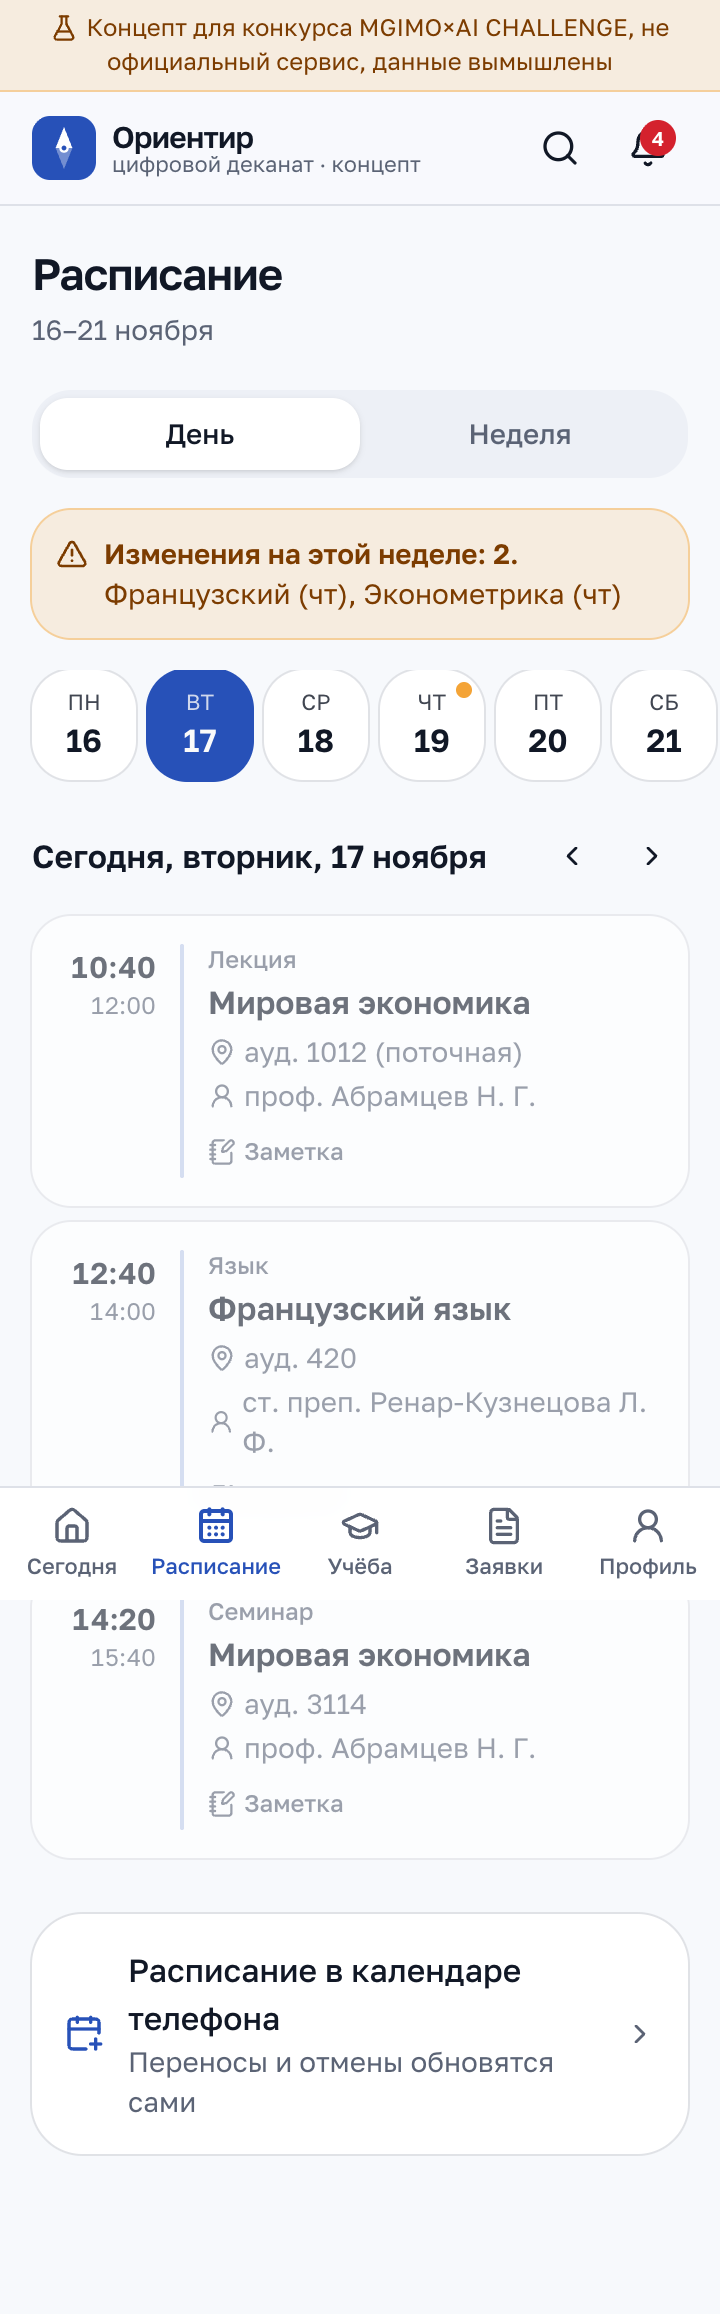 Концепт для конкурса MGIMO×AI CHALLENGE, не
официальный сервис, данные вымышлены
Ориентир
цифровой деканат · концепт
4
Расписание
16–21 ноября
День
Неделя
Изменения на этой неделе: 2.
Французский (чт), Эконометрика (чт)
ПН
16
ВТ
17
СР
18
ЧТ
19
ПТ
20
СБ
21
Сегодня, вторник, 17 ноября
10:40
12:00
Лекция
Мировая экономика
ауд. 1012 (поточная)
проф. Абрамцев Н. Г.
Заметка
12:40
14:00
Язык
Французский язык
ауд. 420
ст. преп. Ренар-Кузнецова Л.
Ф.
Сегодня
Расписание
Учёба
Заявки
Профиль
14:20
15:40
Семинар
Мировая экономика
ауд. 3114
проф. Абрамцев Н. Г.
Заметка
Расписание в календаре
телефона
Переносы и отмены обновятся
сами